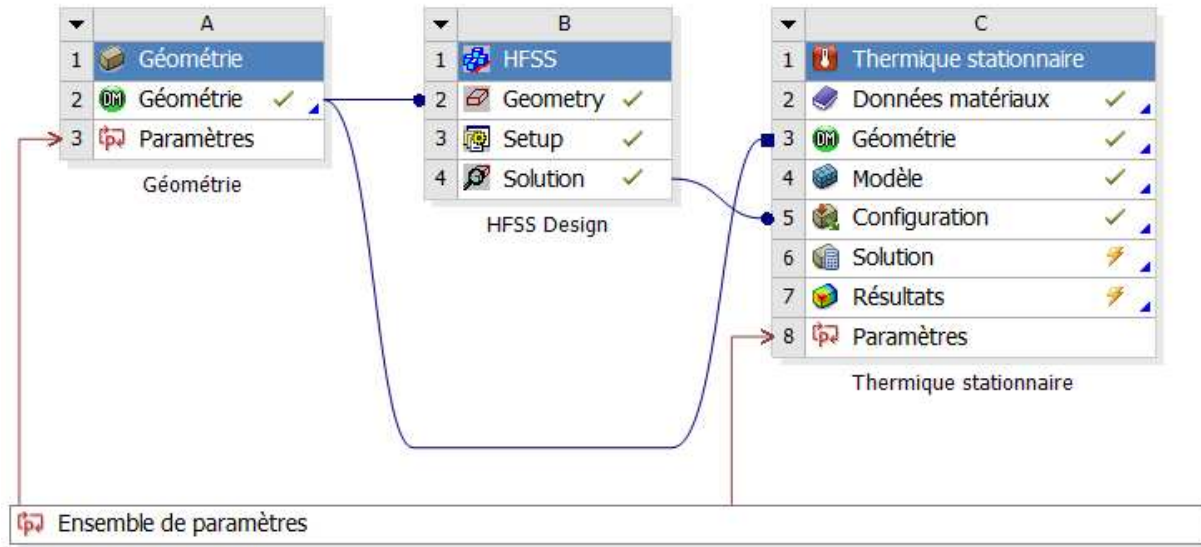 A
1 Géométrie
2 DM Géométrie
3 Paramètres
Géométrie
B
1 HFSS
2 Geometry
3 Setup
4 Solution
HFSS Design
C
1 Thermique stationnaire
2 Données matériaux
3 DM Géométrie
4 Modèle
5 Configuration
6 Solution
7 Résultats
8 Paramètres
Thermique stationnaire
Ensemble de paramètres